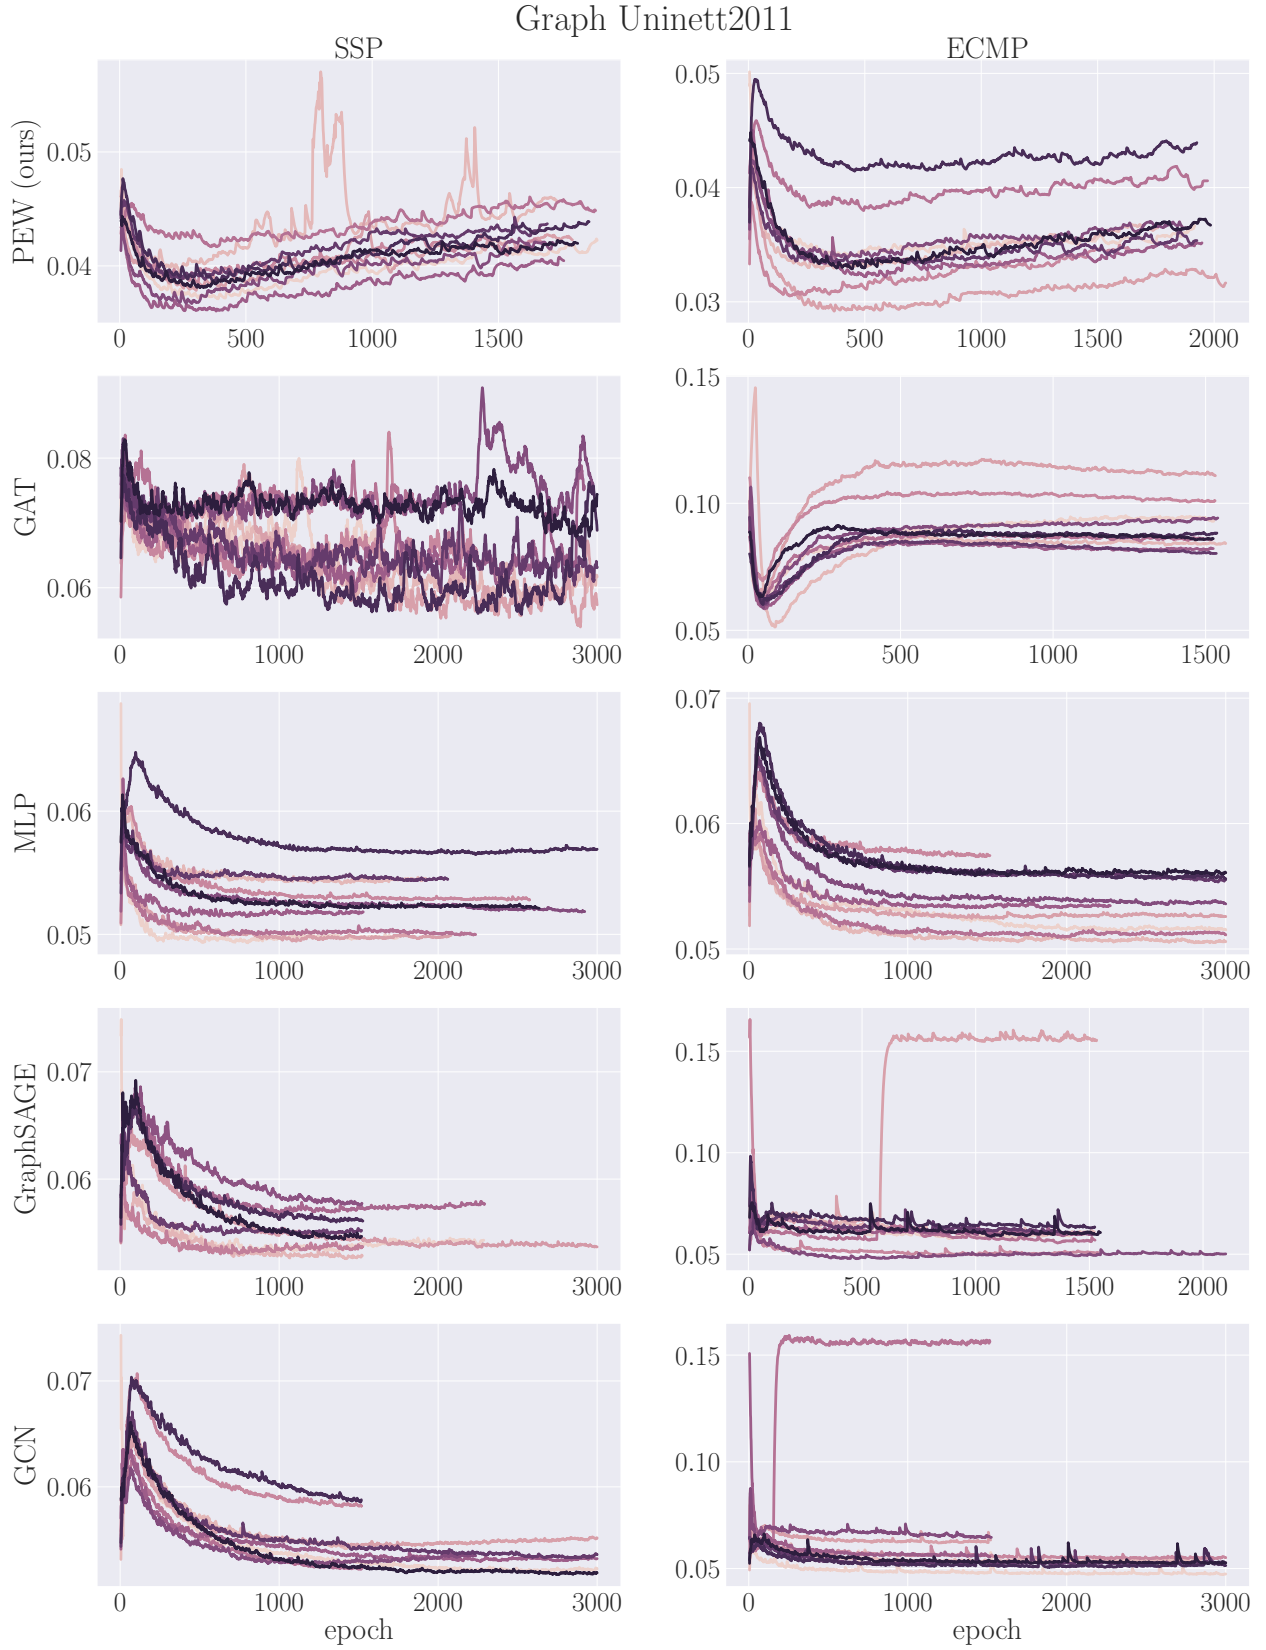 Graph Uninett2011
SSP ECMP
PEW (ours)
0.05
0.04
0 500 1000 1500
0.05
0.04
0.03
0 500 1000 1500 2000
GAT
0.08
0.06
0 1000 2000 3000
0.15
0.10
0.05
0 500 1000 1500
MLP
0.06
0.05
0 1000 2000 3000
0.07
0.06
0.05
0 1000 2000 3000
GraphSAGE
0.07
0.06
0 1000 2000 3000
0.15
0.10
0.05
0 500 1000 1500 2000
GCN
0.07
0.06
0 1000 2000 3000
0.15
0.10
0.05
0 1000 2000 3000
epoch epoch